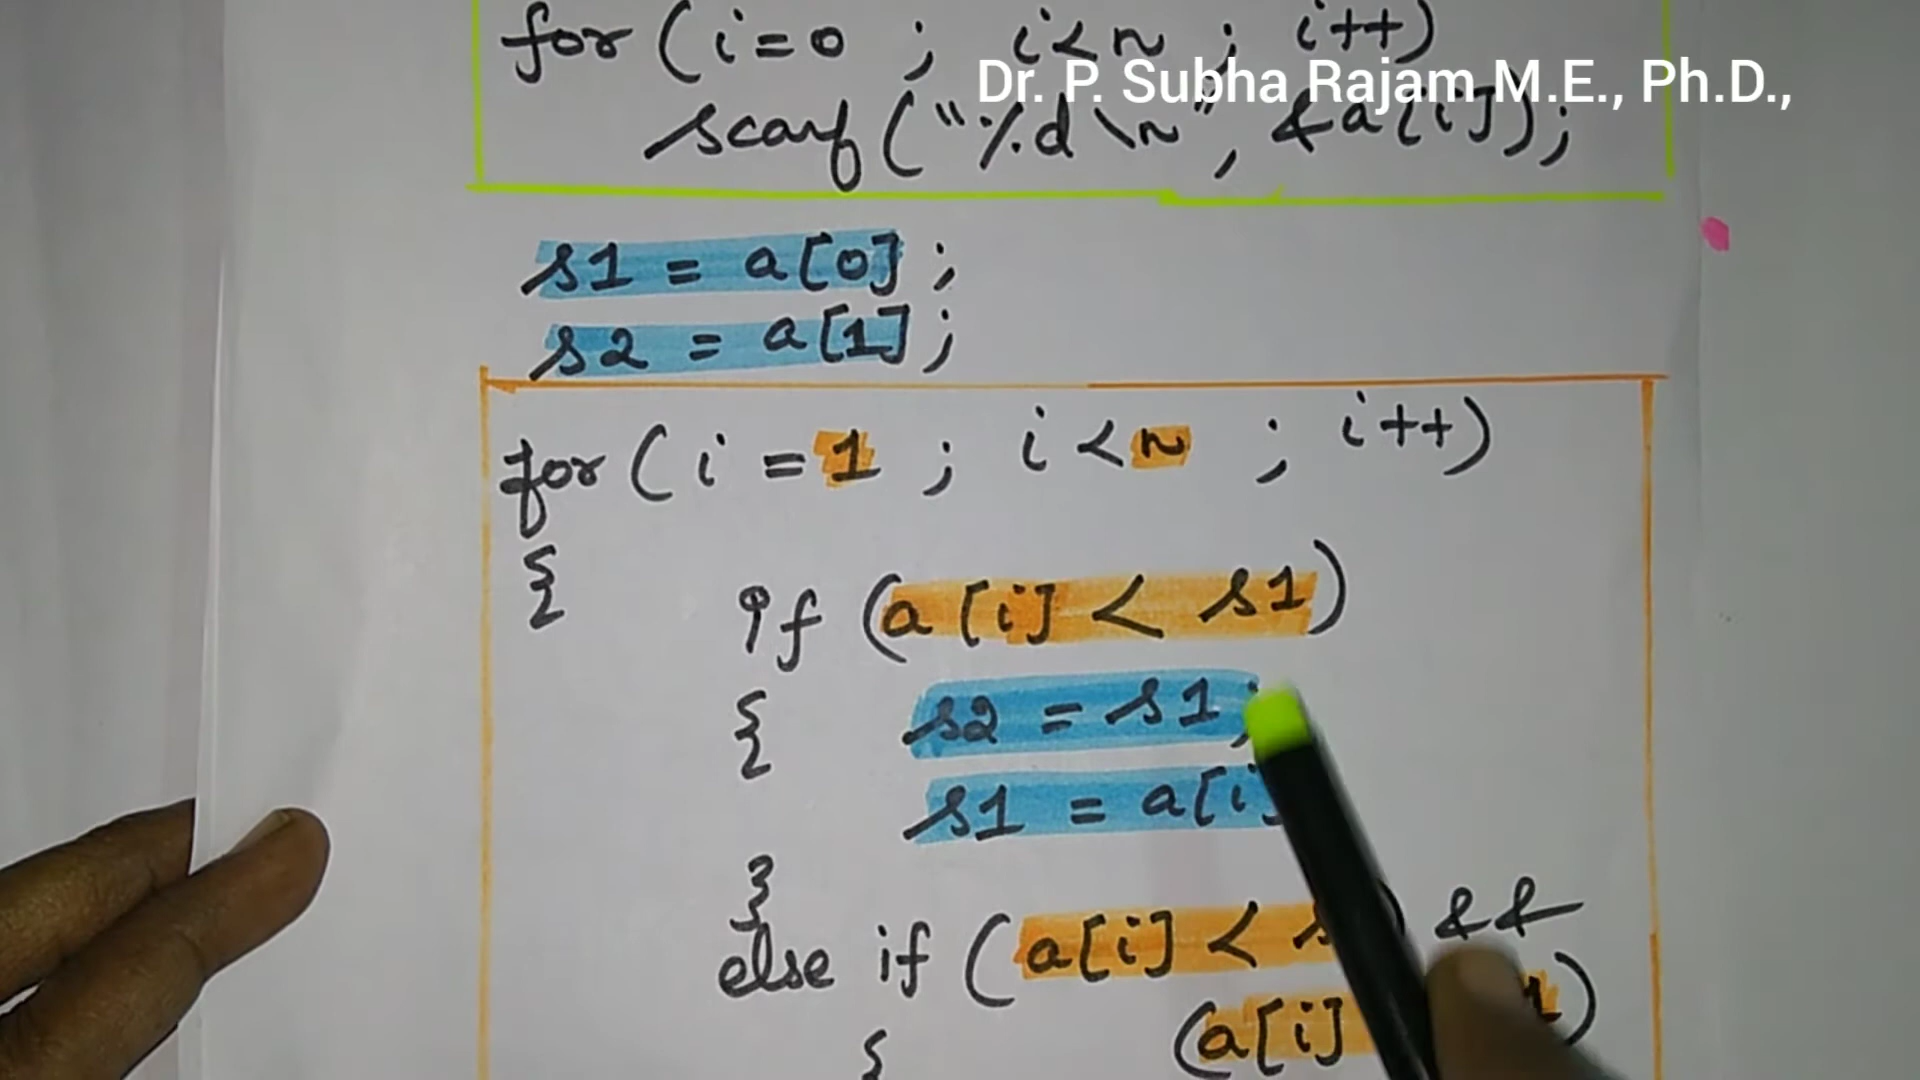 for ( i = 0 ; i < n ; i++)
Dr. P. Subha Rajam M.E., Ph.D.,
scanf ("%d\n", &a[i]);
s1 = a[0] ;
s2 = a[1] ;
for ( i = 1 ; i < n ; i++)
{
if (a[i] < s1)
{ s2 = s1;
s1 = a[i]
}
else if (a[i] < ) &&
(a[i] )
{